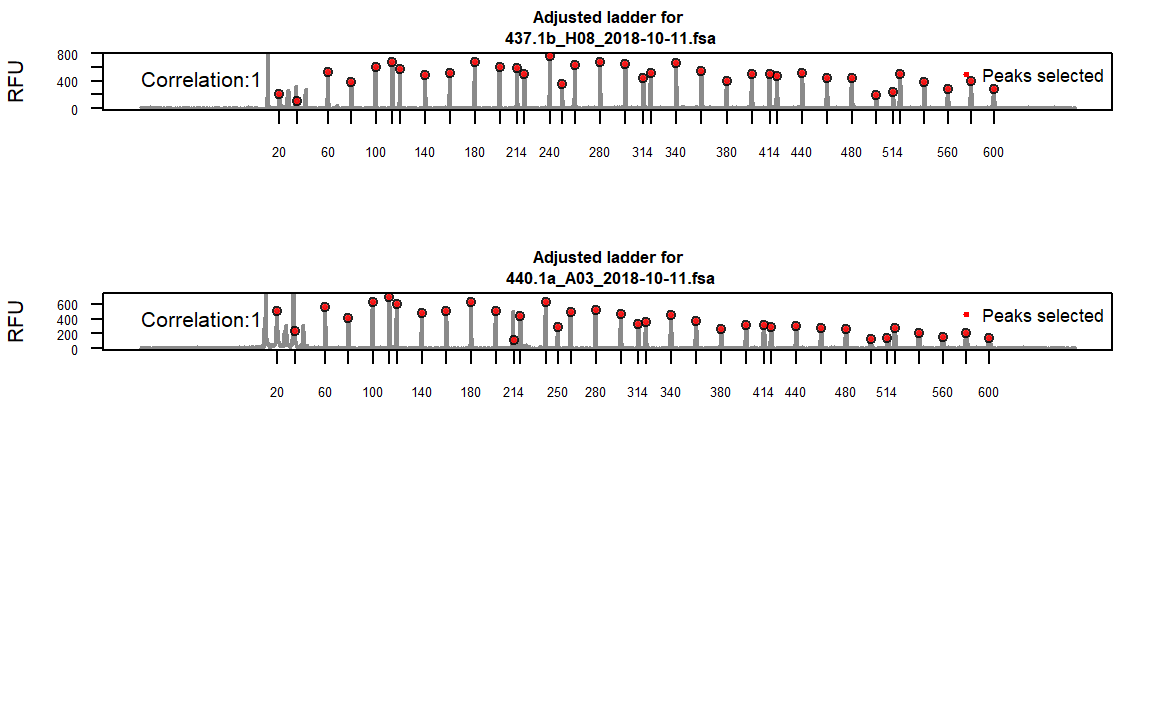 Adjusted ladder for
437.1b_H08_2018-10-11.fsa
RFU
800
400
0
Correlation:1
Peaks selected
20 60 100 140 180 214 240 280 314 340 380 414 440 480 514 560 600
Adjusted ladder for
440.1a_A03_2018-10-11.fsa
RFU
600
400
200
0
Correlation:1
Peaks selected
20 60 100 140 180 214 250 280 314 340 380 414 440 480 514 560 600